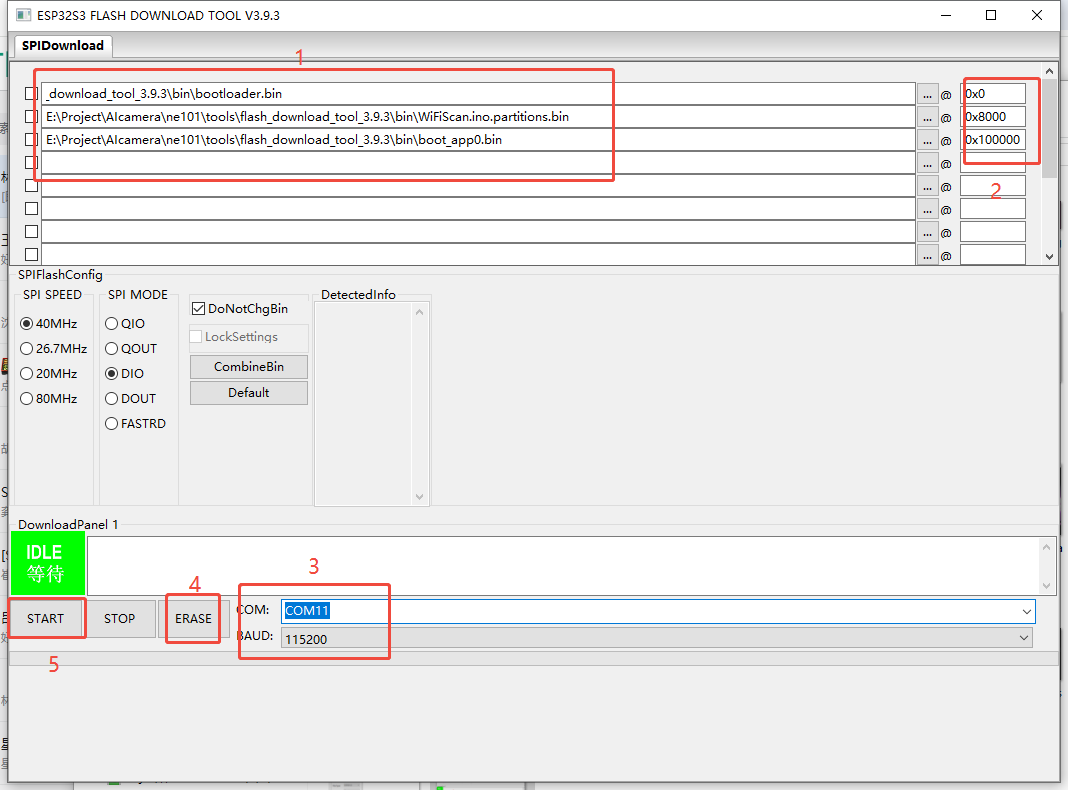 ESP32S3 FLASH DOWNLOAD TOOL V3.9.3
SPIDownload
1
_download_tool_3.9.3\bin\bootloader.bin ... @ 0x0
E:\Project\AIcamera\ne101\tools\flash_download_tool_3.9.3\bin\WiFiScan.ino.partitions.bin ... @ 0x8000
E:\Project\AIcamera\ne101\tools\flash_download_tool_3.9.3\bin\boot_app0.bin ... @ 0x100000
... @
... @
2
... @
... @
... @
SPIFlashConfig
SPI SPEED
40MHz
26.7MHz
20MHz
80MHz
SPI MODE
QIO
QOUT
DIO
DOUT
FASTRD
DoNotChgBin
LockSettings
CombineBin
Default
DetectedInfo
DownloadPanel 1
IDLE
等待
START
STOP
4
ERASE
3
COM: COM11
BAUD: 115200
5